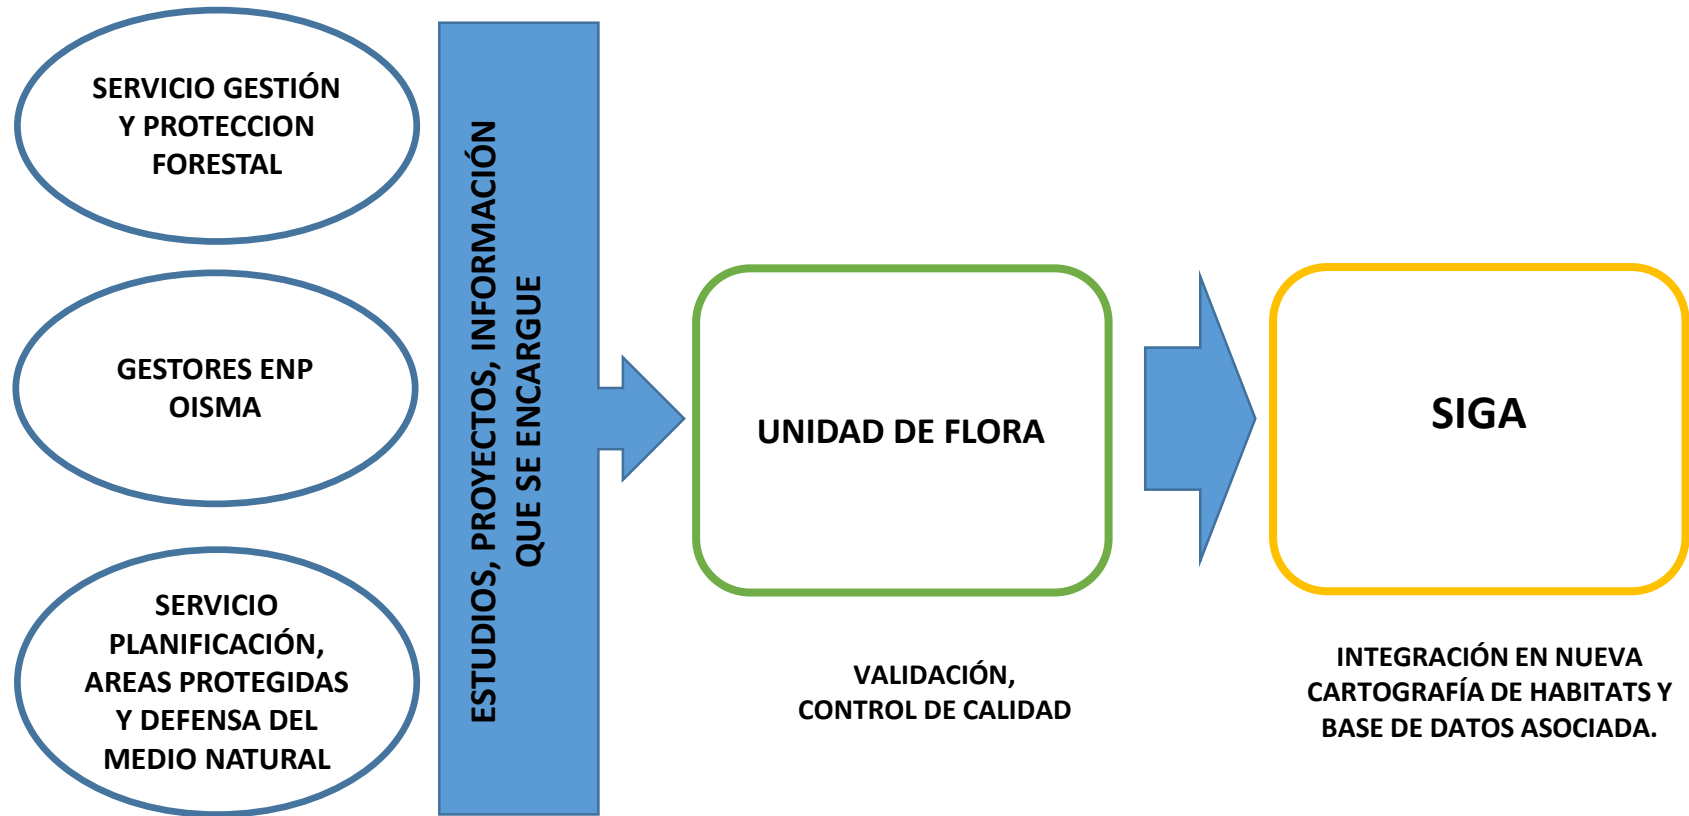 SERVICIO GESTIÓN
Y PROTECCION
FORESTAL
GESTORES ENP
OISMA
SERVICIO
PLANIFICACIÓN,
AREAS PROTEGIDAS
Y DEFENSA DEL
MEDIO NATURAL
ESTUDIOS, PROYECTOS, INFORMACIÓN
QUE SE ENCARGUE
UNIDAD DE FLORA
VALIDACIÓN,
CONTROL DE CALIDAD
SIGA
INTEGRACIÓN EN NUEVA
CARTOGRAFÍA DE HABITATS Y
BASE DE DATOS ASOCIADA.